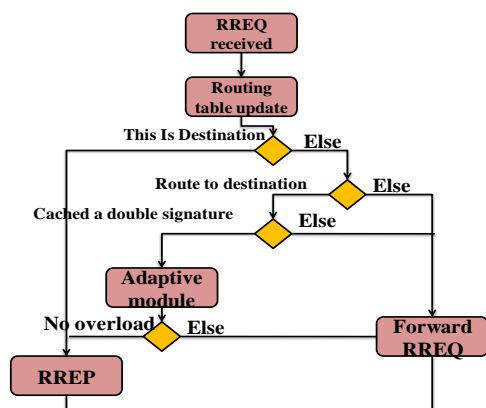 RREQ
received
Routing
table update
This Is Destination
Else
Route to destination
Else
Cached a double signature
Else
Adaptive
module
No overload
Else
Forward
RREQ
RREP